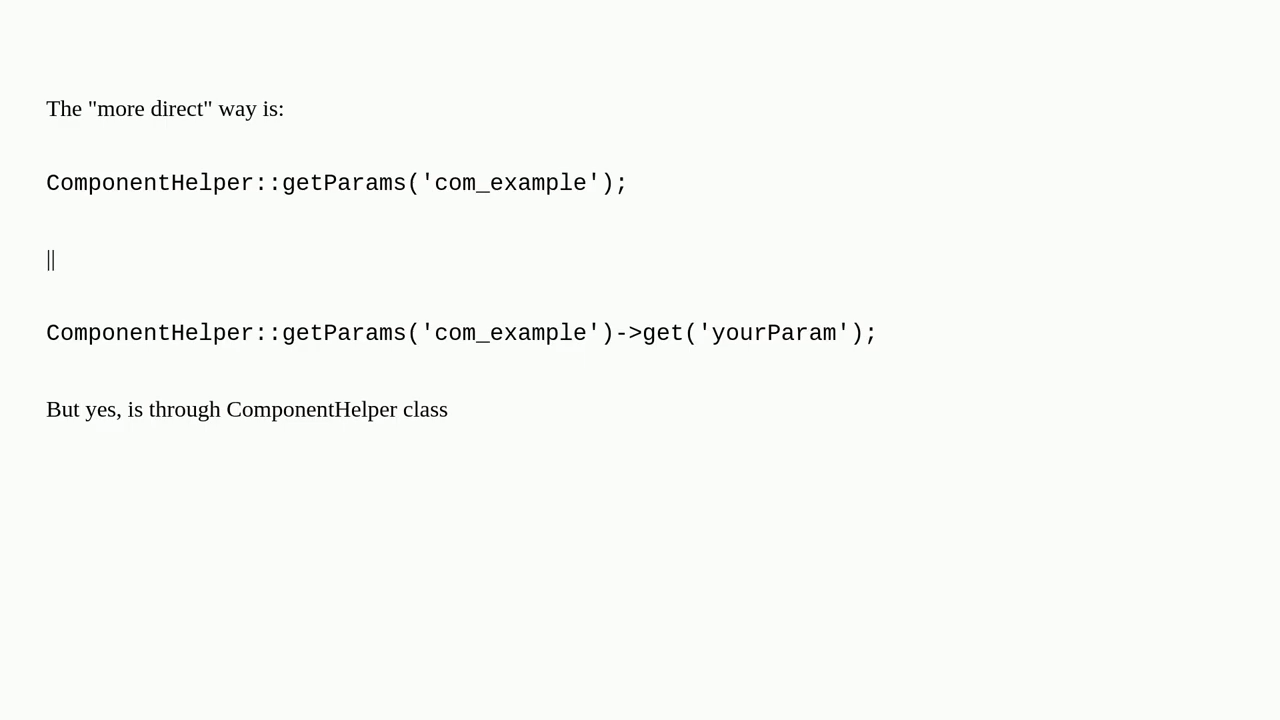 The "more direct" way is:
ComponentHelper::getParams('com_example');
||
ComponentHelper::getParams('com_example')->get('yourParam');
But yes, is through ComponentHelper class